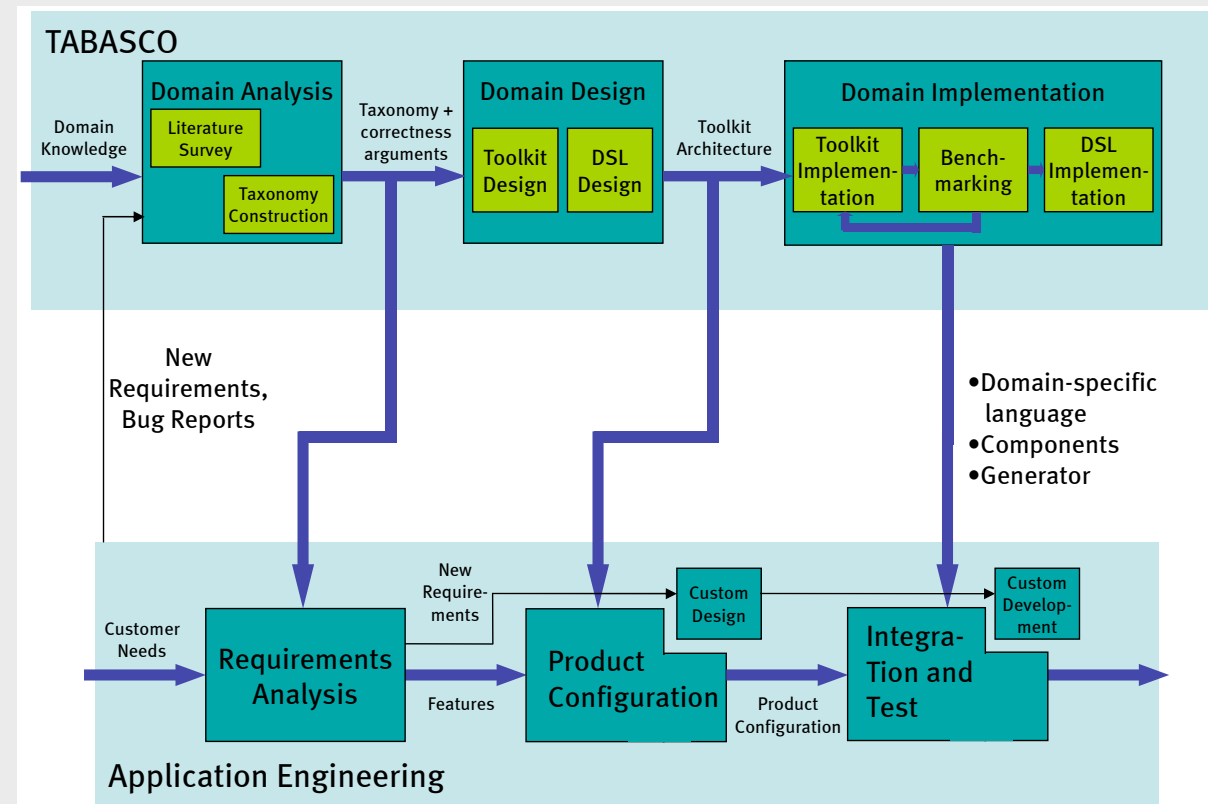 TABASCO
Domain
Knowledge
Domain Analysis
Literature
Survey
Taxonomy
Construction
Taxonomy +
correctness
arguments
Domain Design
Toolkit
Design
DSL
Design
Toolkit
Architecture
Domain Implementation
Toolkit
Implemen-
tation
Bench-
marking
DSL
Implemen-
tation
New
Requirements,
Bug Reports
•Domain-specific
language
•Components
•Generator
Customer
Needs
Requirements
Analysis
New
Require-
ments
Features
Custom
Design
Product
Configuration
Product
Configuration
Custom
Develop-
ment
Integra-
Tion and
Test
Application Engineering